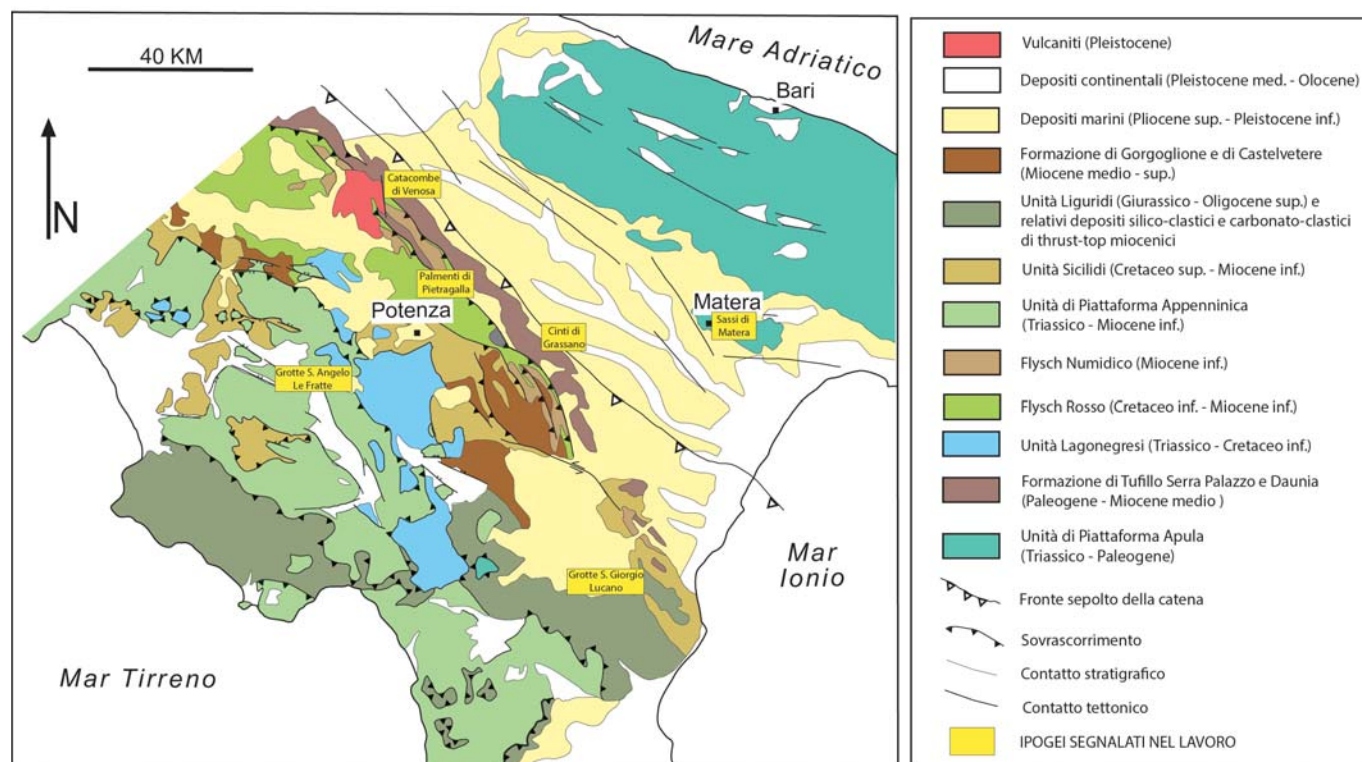 40 KM
Mare Adriatico
Bari
N
Catacombe
di Venosa
Palmenti di
Pietragalla
Potenza
Matera
Sassi di
Matera
Cinti di
Grassano
Grotte S. Angelo
Le Fratte
Grotte S. Giorgio
Lucano
Mar
Ionio
Mar Tirreno
Vulcaniti (Pleistocene)
Depositi continentali (Pleistocene med. - Olocene)
Depositi marini (Pliocene sup. - Pleistocene inf.)
Formazione di Gorgoglione e di Castelvetere
(Miocene medio - sup.)
Unità Liguridi (Giurassico - Oligocene sup.) e
relativi depositi silico-clastici e carbonato-clastici
di thrust-top miocenici
Unità Sicilidi (Cretaceo sup. - Miocene inf.)
Unità di Piattaforma Appenninica
(Triassico - Miocene inf.)
Flysch Numidico (Miocene inf.)
Flysch Rosso (Cretaceo inf. - Miocene inf.)
Unità Lagonegresi (Triassico - Cretaceo inf.)
Formazione di Tufillo Serra Palazzo e Daunia
(Paleogene - Miocene medio )
Unità di Piattaforma Apula
(Triassico - Paleogene)
Fronte sepolto della catena
Sovrascorrimento
Contatto stratigrafico
Contatto tettonico
IPOGEI SEGNALATI NEL LAVORO